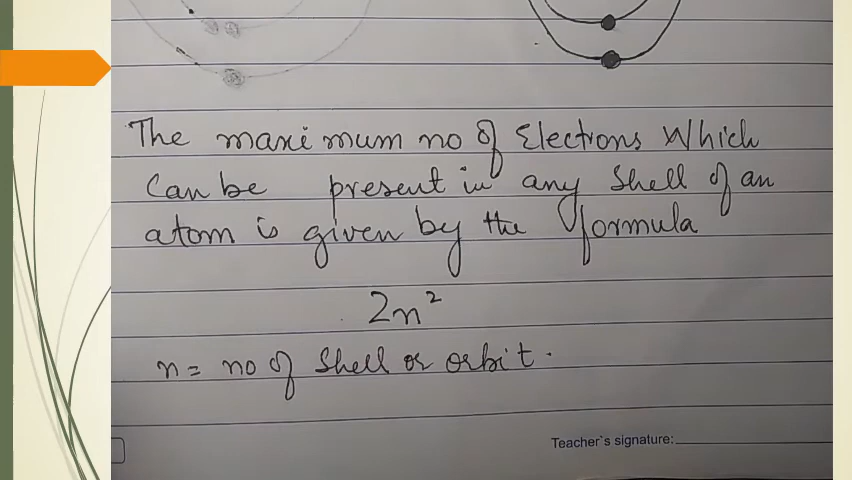 The maximum no of Electrons Which
Can be present in any Shell of an
atom is given by the formula
2n²
n = no of Shell or orbit.
Teacher's signature: